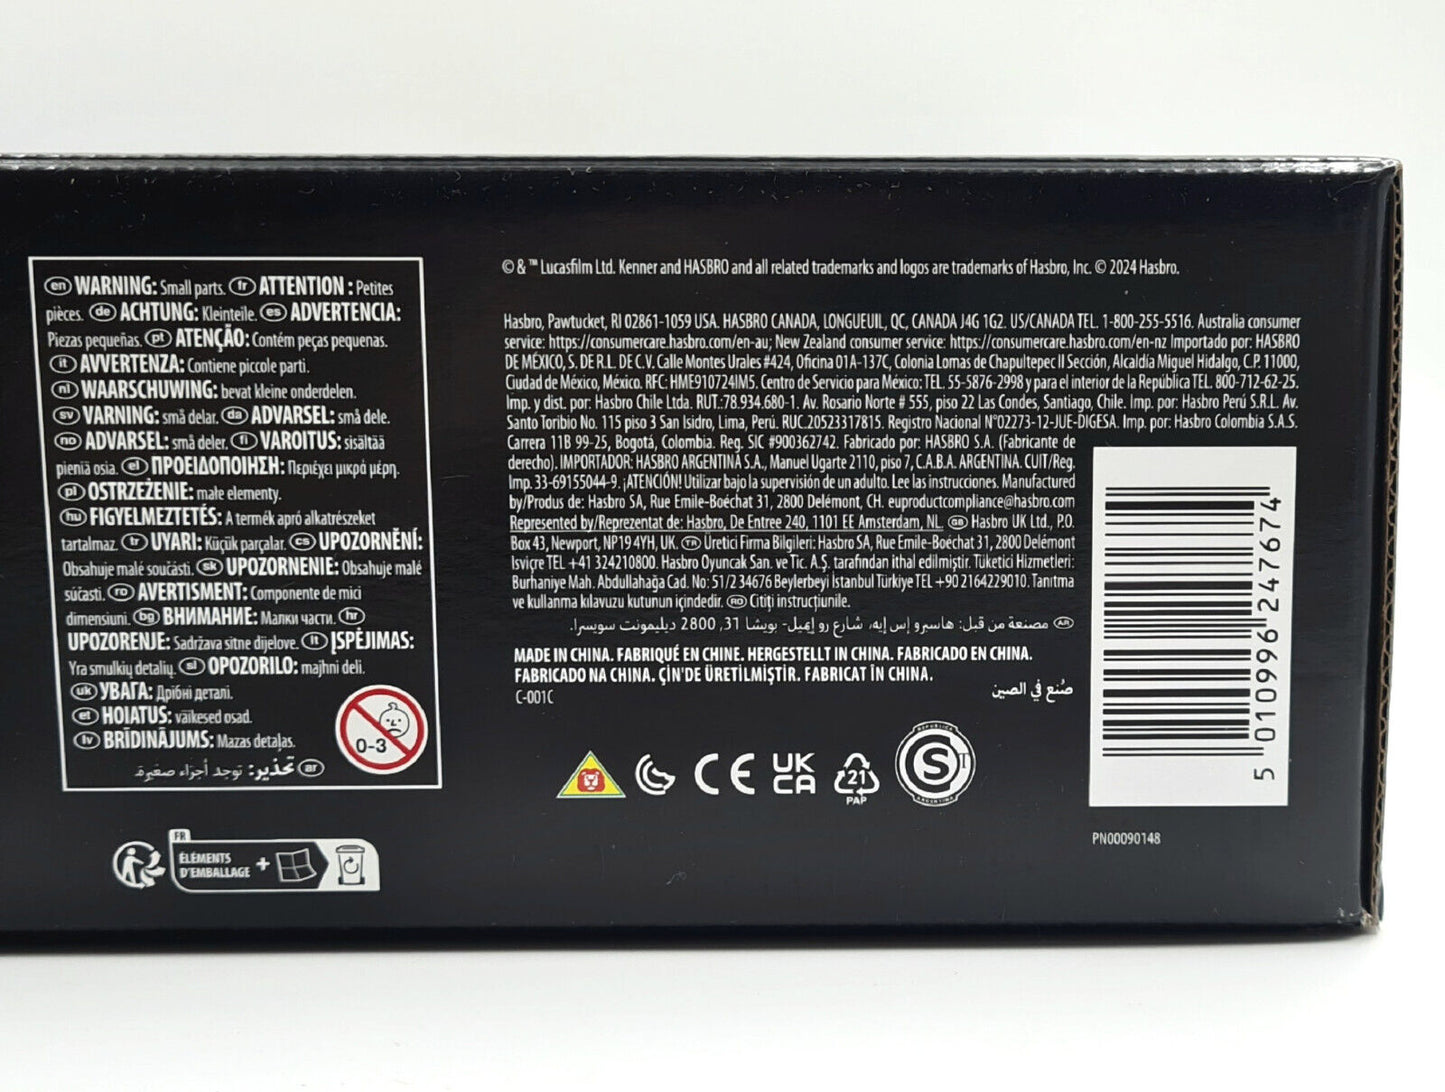 en WARNING: Small parts. fr ATTENTION : Petites
pièces. de ACHTUNG: Kleinteile. es ADVERTENCIA:
Piezas pequeñas. pt ATENÇÃO: Contém peças pequenas.
it AVVERTENZA: Contiene piccole parti.
nl WAARSCHUWING: bevat kleine onderdelen.
sv VARNING: små delar. da ADVARSEL: små dele.
no ADVARSEL: små deler. fi VAROITUS: sisältää
pieniä osia. el ΠΡΟΕΙΔΟΠΟΙΗΣΗ: Περιέχει μικρά μέρη.
pl OSTRZEŻENIE: małe elementy.
hu FIGYELMEZTETÉS: A termék apró alkatrészeket
tartalmaz. tr UYARI: Küçük parçalar. cs UPOZORNĚNÍ:
Obsahuje malé součásti. sk UPOZORNENIE: Obsahuje malé
súčasti. ro AVERTISMENT: Componente de mici
dimensiuni. bg ВНИМАНИЕ: Малки части. hr
UPOZORENJE: Sadržava sitne dijelove. lt ĮSPĖJIMAS:
Yra smulkių detalių. sl OPOZORILO: majhni deli.
uk УВАГА: Дрібні деталі.
et HOIATUS: väikesed osad.
lv BRĪDINĀJUMS: Mazas detaļas.
ar تحذير: توجد أجزاء صغيرة.
0-3
FR
ÉLÉMENTS
D'EMBALLAGE +
© & ™ Lucasfilm Ltd. Kenner and HASBRO and all related trademarks and logos are trademarks of Hasbro, Inc. © 2024 Hasbro.
Hasbro, Pawtucket, RI 02861-1059 USA. HASBRO CANADA, LONGUEUIL, QC, CANADA J4G 1G2. US/CANADA TEL. 1-800-255-5516. Australia consumer
service: https://consumercare.hasbro.com/en-au; New Zealand consumer service: https://consumercare.hasbro.com/en-nz Importado por: HASBRO
DE MÉXICO, S. DE R.L. DE C.V. Calle Montes Urales #424, Oficina 01A-137C, Colonia Lomas de Chapultepec II Sección, Alcaldía Miguel Hidalgo, C.P. 11000,
Ciudad de México, México. RFC: HME910724IM5. Centro de Servicio para México: TEL. 55-5876-2998 y para el interior de la República TEL. 800-712-62-25.
Imp. y dist. por: Hasbro Chile Ltda. RUT.:78.934.680-1. Av. Rosario Norte # 555, piso 22 Las Condes, Santiago, Chile. Imp. por: Hasbro Perú S.R.L. Av.
Santo Toribio No. 115 piso 3 San Isidro, Lima, Perú. RUC.20523317815. Registro Nacional N°02273-12-JUE-DIGESA. Imp. por: Hasbro Colombia S.A.S.
Carrera 11B 99-25, Bogotá, Colombia. Reg. SIC #900362742. Fabricado por: HASBRO S.A. (Fabricante de
derecho). IMPORTADOR: HASBRO ARGENTINA S.A., Manuel Ugarte 2110, piso 7, C.A.B.A. ARGENTINA. CUIT/Reg.
Imp. 33-69155044-9. ¡ATENCIÓN! Utilizar bajo la supervisión de un adulto. Lee las instrucciones. Manufactured
by/Produs de: Hasbro SA, Rue Emile-Boéchat 31, 2800 Delémont, CH. euproductcompliance@hasbro.com
Represented by/Reprezentat de: Hasbro, De Entree 240, 1101 EE Amsterdam, NL. GB Hasbro UK Ltd., P.O.
Box 43, Newport, NP19 4YH, UK. TR Üretici Firma Bilgileri: Hasbro SA, Rue Emile-Boéchat 31, 2800 Delémont
İsviçre TEL +41 324210800. Hasbro Oyuncak San. ve Tic. A.Ş. tarafından ithal edilmiştir. Tüketici Hizmetleri:
Burhaniye Mah. Abdullahağa Cad. No: 51/2 34676 Beylerbeyi İstanbul Türkiye TEL +90 2164229010. Tanıtma
ve kullanma kılavuzu kutunun içindedir. RO Citiți instrucțiunile.
AR مصنعة من قبل: هاسبرو إس إيه، شارع رو إيميل- بويشا 31, 2800 ديليمونت سويسرا.
MADE IN CHINA. FABRIQUÉ EN CHINE. HERGESTELLT IN CHINA. FABRICADO EN CHINA.
FABRICADO NA CHINA. ÇİN'DE ÜRETİLMİŞTİR. FABRICAT ÎN CHINA.
صُنع في الصين
C-001C
CE UK CA 21 PAP
REPUBLICA S ARGENTINA
5 010996 247674
PN00090148